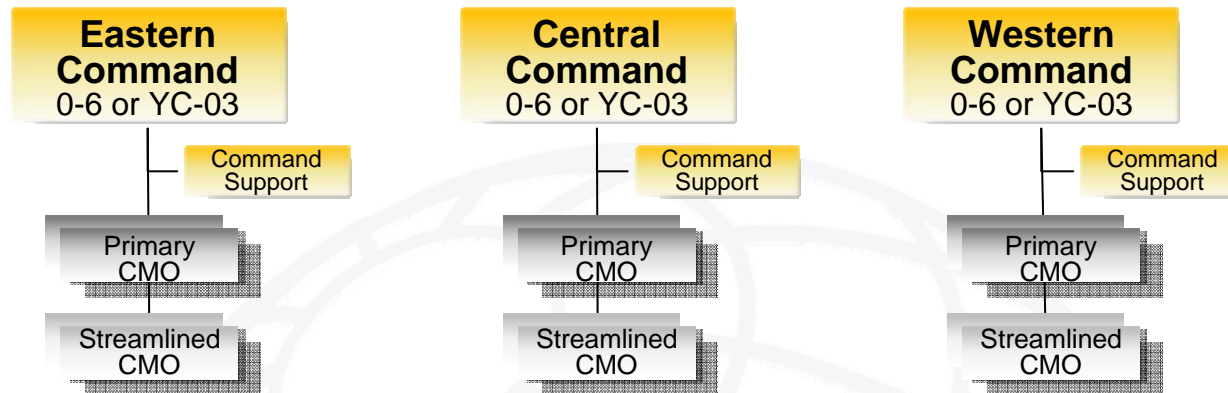 Eastern
Command
0-6 or YC-03
Command
Support
Primary
CMO
Streamlined
CMO
Central
Command
0-6 or YC-03
Command
Support
Primary
CMO
Streamlined
CMO
Western
Command
0-6 or YC-03
Command
Support
Primary
CMO
Streamlined
CMO